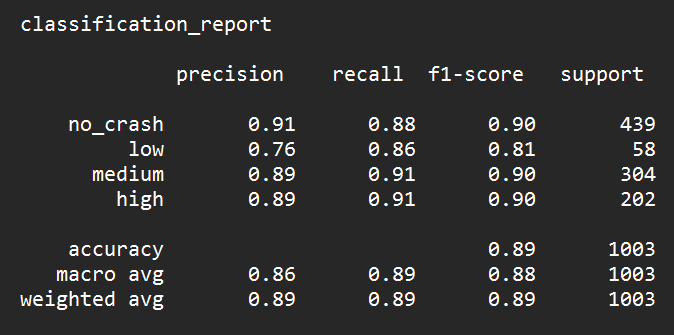 classification_report
precision recall f1-score support
no_crash 0.91 0.88 0.90 439
low 0.76 0.86 0.81 58
medium 0.89 0.91 0.90 304
high 0.89 0.91 0.90 202
accuracy 0.89 1003
macro avg 0.86 0.89 0.88 1003
weighted avg 0.89 0.89 0.89 1003